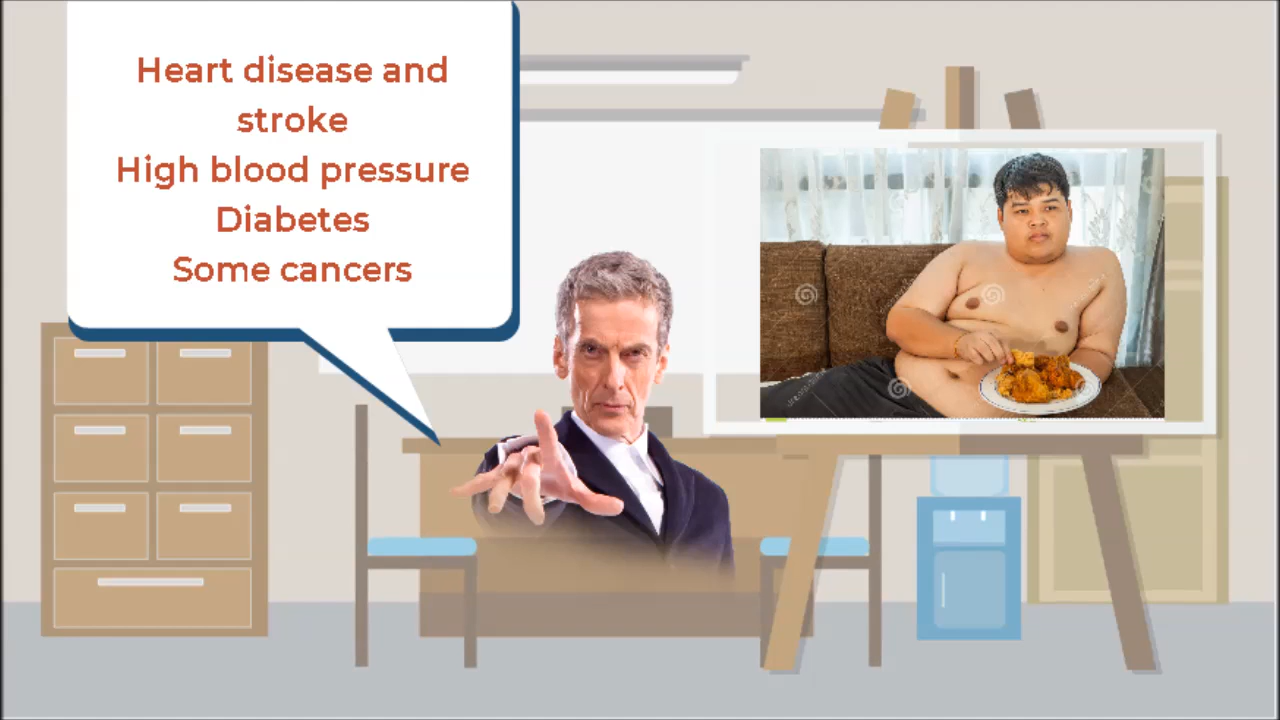 Heart disease and
stroke
High blood pressure
Diabetes
Some cancers